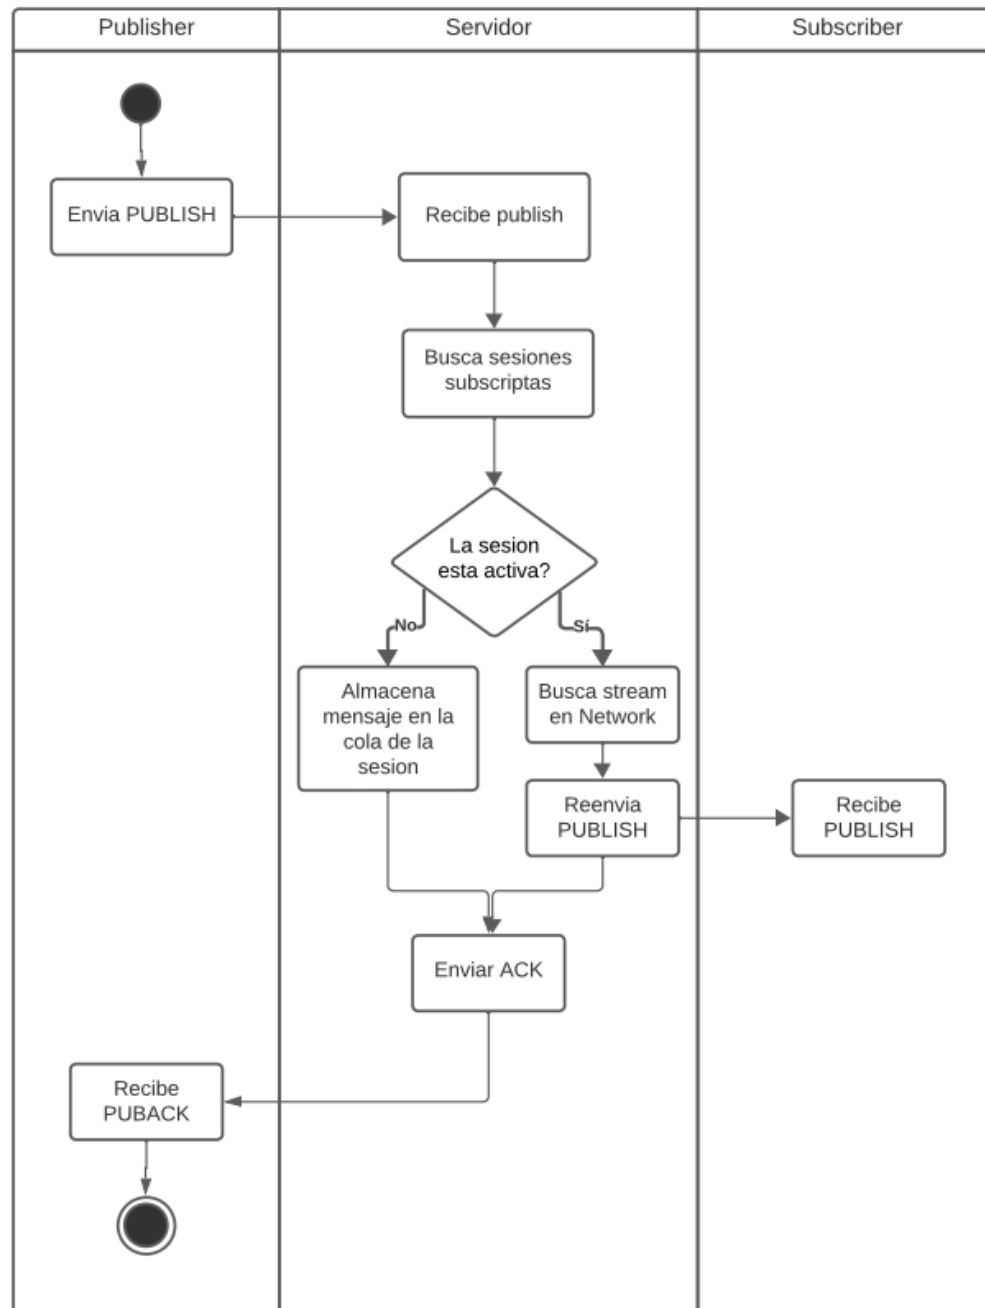 Publisher
Servidor
Subscriber
Envia PUBLISH
Recibe publish
Busca sesiones
subscriptas
La sesion
esta activa?
No
Sí
Almacena
mensaje en la
cola de la
sesion
Busca stream
en Network
Reenvia
PUBLISH
Recibe
PUBLISH
Enviar ACK
Recibe
PUBACK